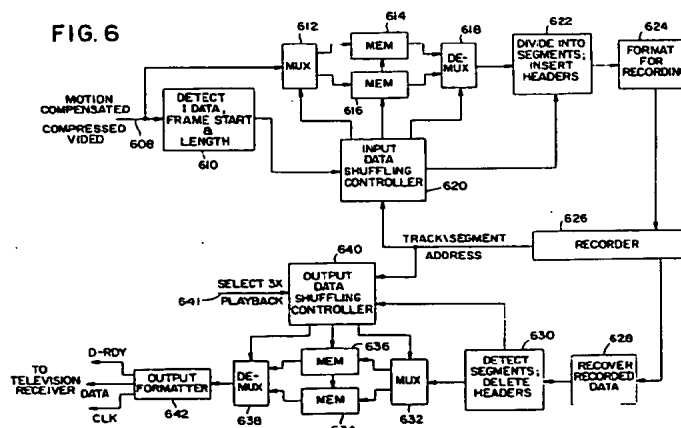 FIG. 6
612
MUX
614
MEM
MEM
616
618
DE-
MUX
622
DIVIDE INTO
SEGMENTS;
INSERT
HEADERS
624
FORMAT
FOR
RECORDING
MOTION
COMPENSATED
COMPRESSED
VIDEO
608
DETECT
I DATA,
FRAME START
&
LENGTH
610
INPUT
DATA
SHUFFLING
CONTROLLER
620
626
RECORDER
TRACK\SEGMENT
ADDRESS
640
OUTPUT
DATA
SHUFFLING
CONTROLLER
SELECT 3X
641
PLAYBACK
636
MEM
MEM
634
DE-
MUX
638
MUX
632
630
DETECT
SEGMENTS;
DELETE
HEADERS
628
RECOVER
RECORDED
DATA
D-RDY
TO
TELEVISION
RECEIVER
DATA
CLK
OUTPUT
FORMATTER
642